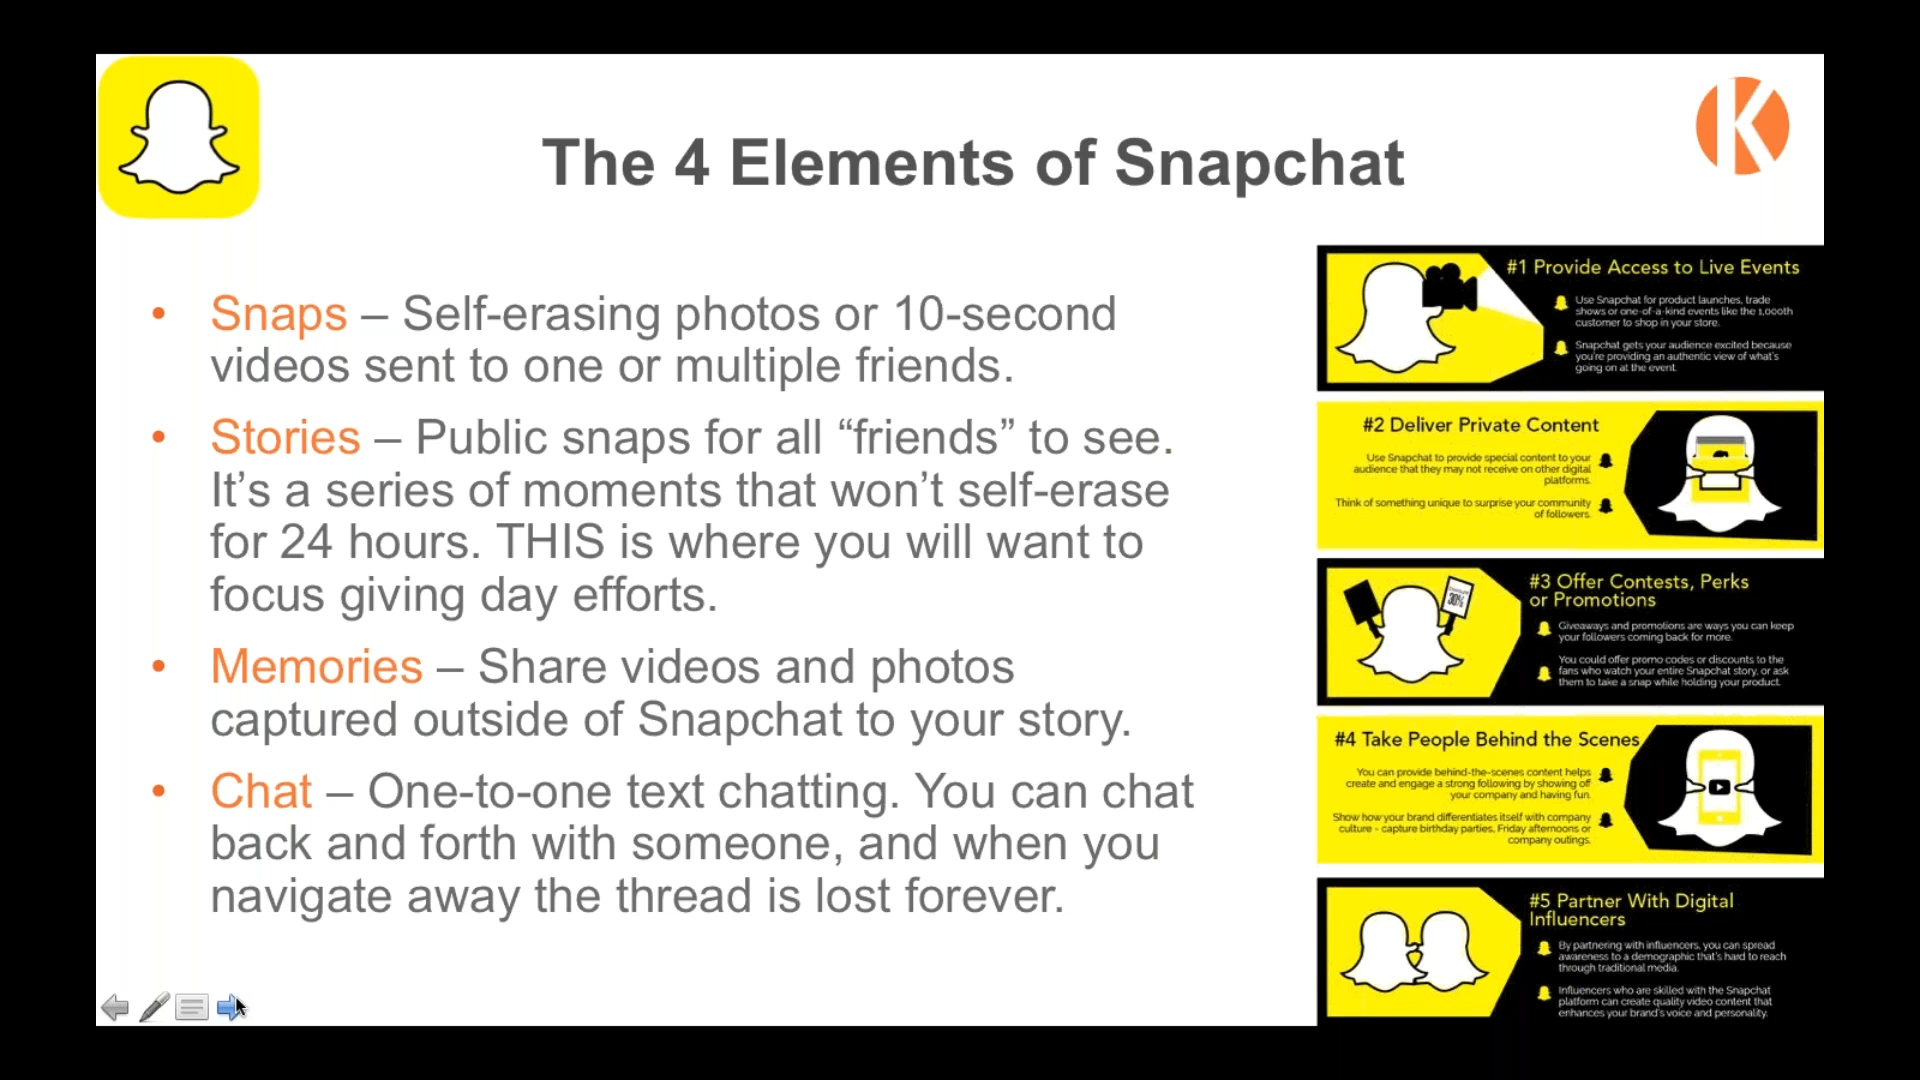 The 4 Elements of Snapchat
• Snaps – Self-erasing photos or 10-second
videos sent to one or multiple friends.
• Stories – Public snaps for all “friends” to see.
It’s a series of moments that won’t self-erase
for 24 hours. THIS is where you will want to
focus giving day efforts.
• Memories – Share videos and photos
captured outside of Snapchat to your story.
• Chat – One-to-one text chatting. You can chat
back and forth with someone, and when you
navigate away the thread is lost forever.
K
#1 Provide Access to Live Events
Use Snapchat for product launches, trade
shows or one-of-a-kind events like the 1,000th
customer to shop in your store.
Snapchat gets your audience excited because
you're providing an authentic view of what's
going on at the event.
#2 Deliver Private Content
Use Snapchat to provide special content to your
audience that they may not receive on other digital
platforms.
Think of something unique to surprise your community
of followers.
30%
#3 Offer Contests, Perks
or Promotions
Giveaways and promotions are ways you can keep
your followers coming back for more.
You could offer promo codes or discounts to the
fans who watch your entire Snapchat story, or ask
them to take a snap while holding your product.
#4 Take People Behind the Scenes
You can provide behind-the-scenes content helps
create and engage a strong following by showing off
your company and having fun.
Show how your brand differentiates itself with company
culture - capture birthday parties, Friday afternoons or
company outings.
#5 Partner With Digital
Influencers
By partnering with influencers, you can spread
awareness to a demographic that's hard to reach
through traditional media.
Influencers who are skilled with the Snapchat
platform can create quality video content that
enhances your brand's voice and personality.